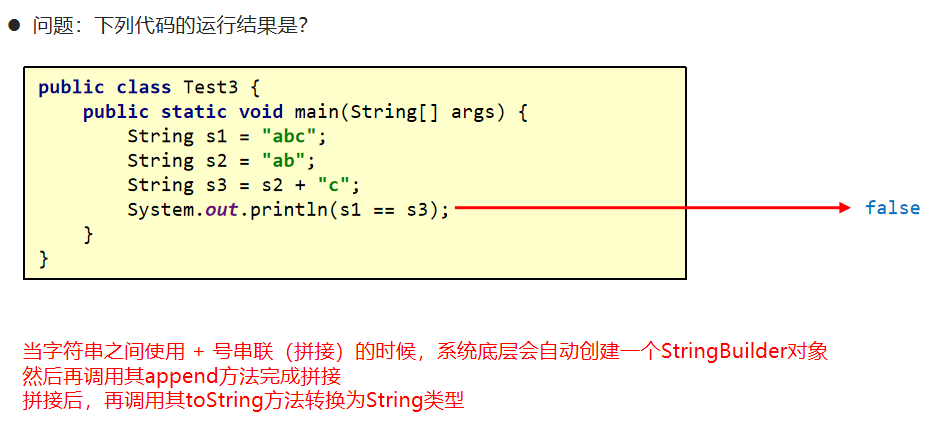 ● 问题：下列代码的运行结果是？
public class Test3 {
    public static void main(String[] args) {
        String s1 = "abc";
        String s2 = "ab";
        String s3 = s2 + "c";
        System.out.println(s1 == s3); false
    }
}
当字符串之间使用 + 号串联（拼接）的时候，系统底层会自动创建一个StringBuilder对象
然后再调用其append方法完成拼接
拼接后，再调用其toString方法转换为String类型